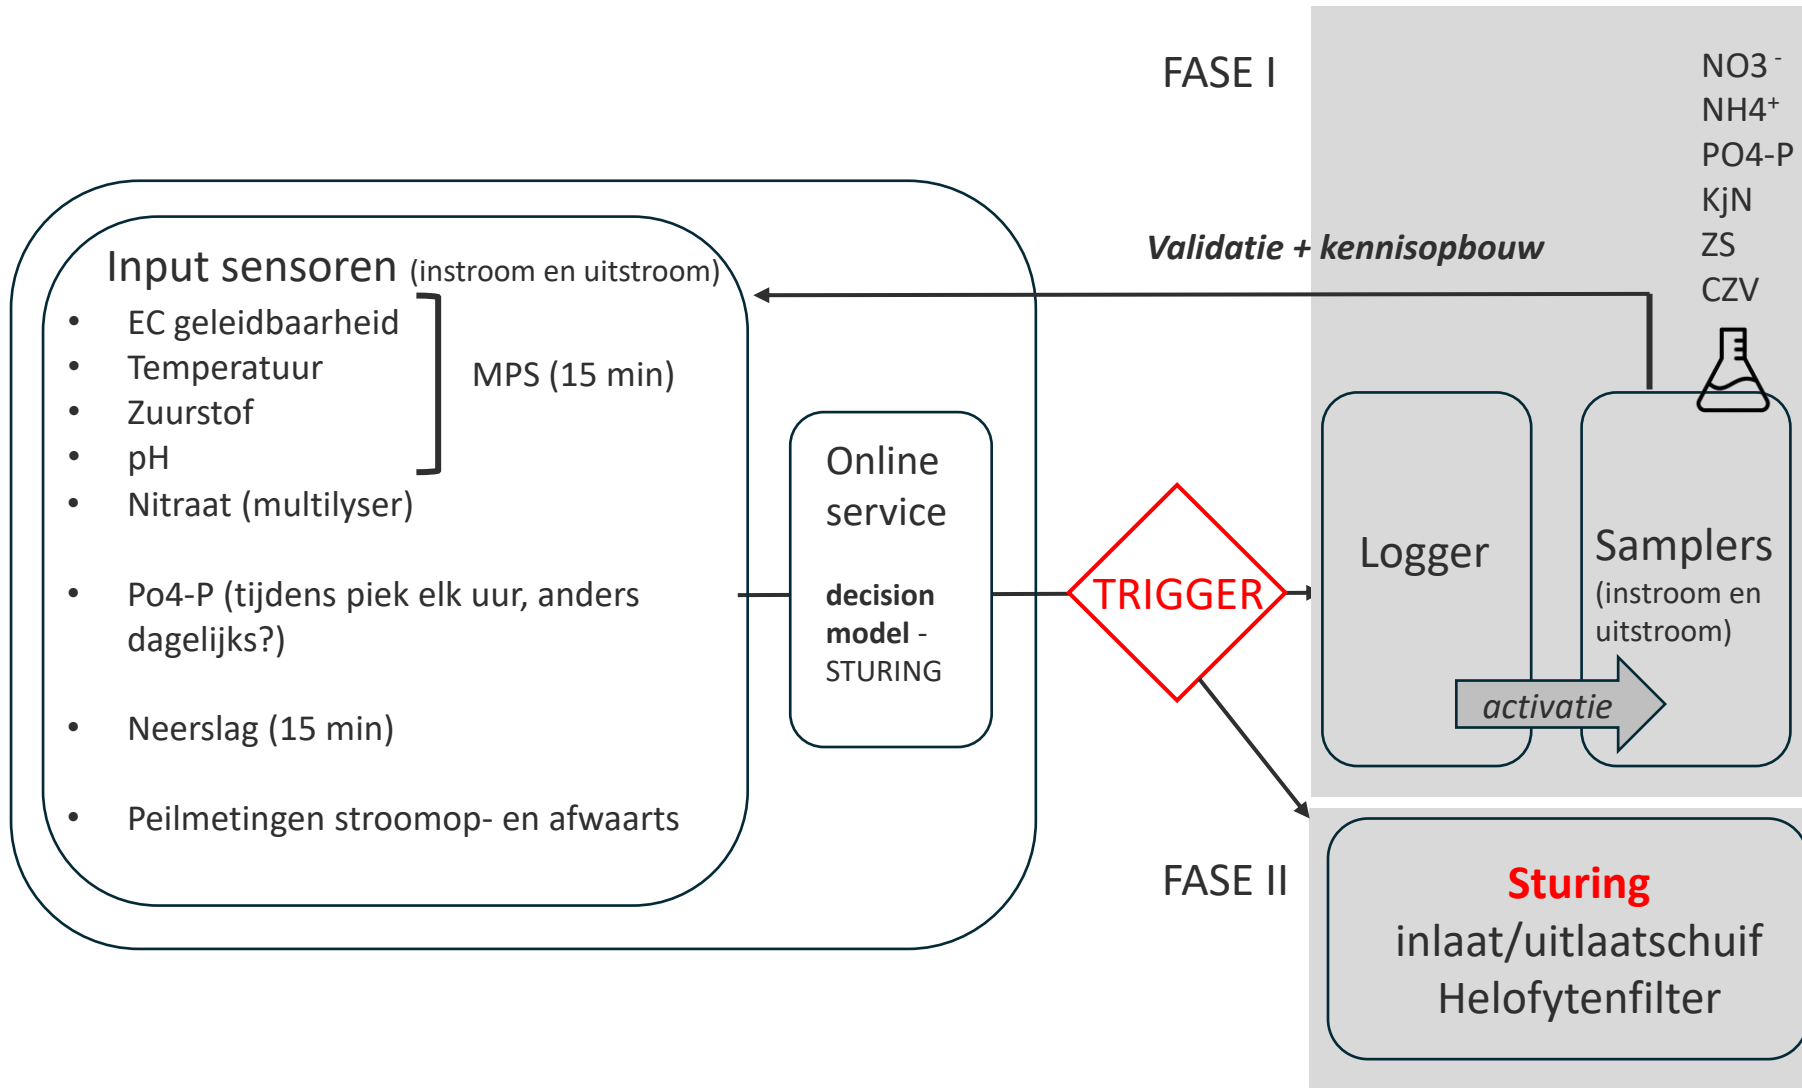 FASE I
NO3 -
NH4+
PO4-P
KjN
ZS
CZV
Validatie + kennisopbouw
Input sensoren (instroom en uitstroom)
• EC geleidbaarheid
• Temperatuur
• Zuurstof
• pH
MPS (15 min)
• Nitraat (multilyser)
• Po4-P (tijdens piek elk uur, anders
dagelijks?)
• Neerslag (15 min)
• Peilmetingen stroomop- en afwaarts
Online
service
decision
model -
STURING
TRIGGER
Logger
Samplers
(instroom en
uitstroom)
activatie
FASE II
Sturing
inlaat/uitlaatschuif
Helofytenfilter